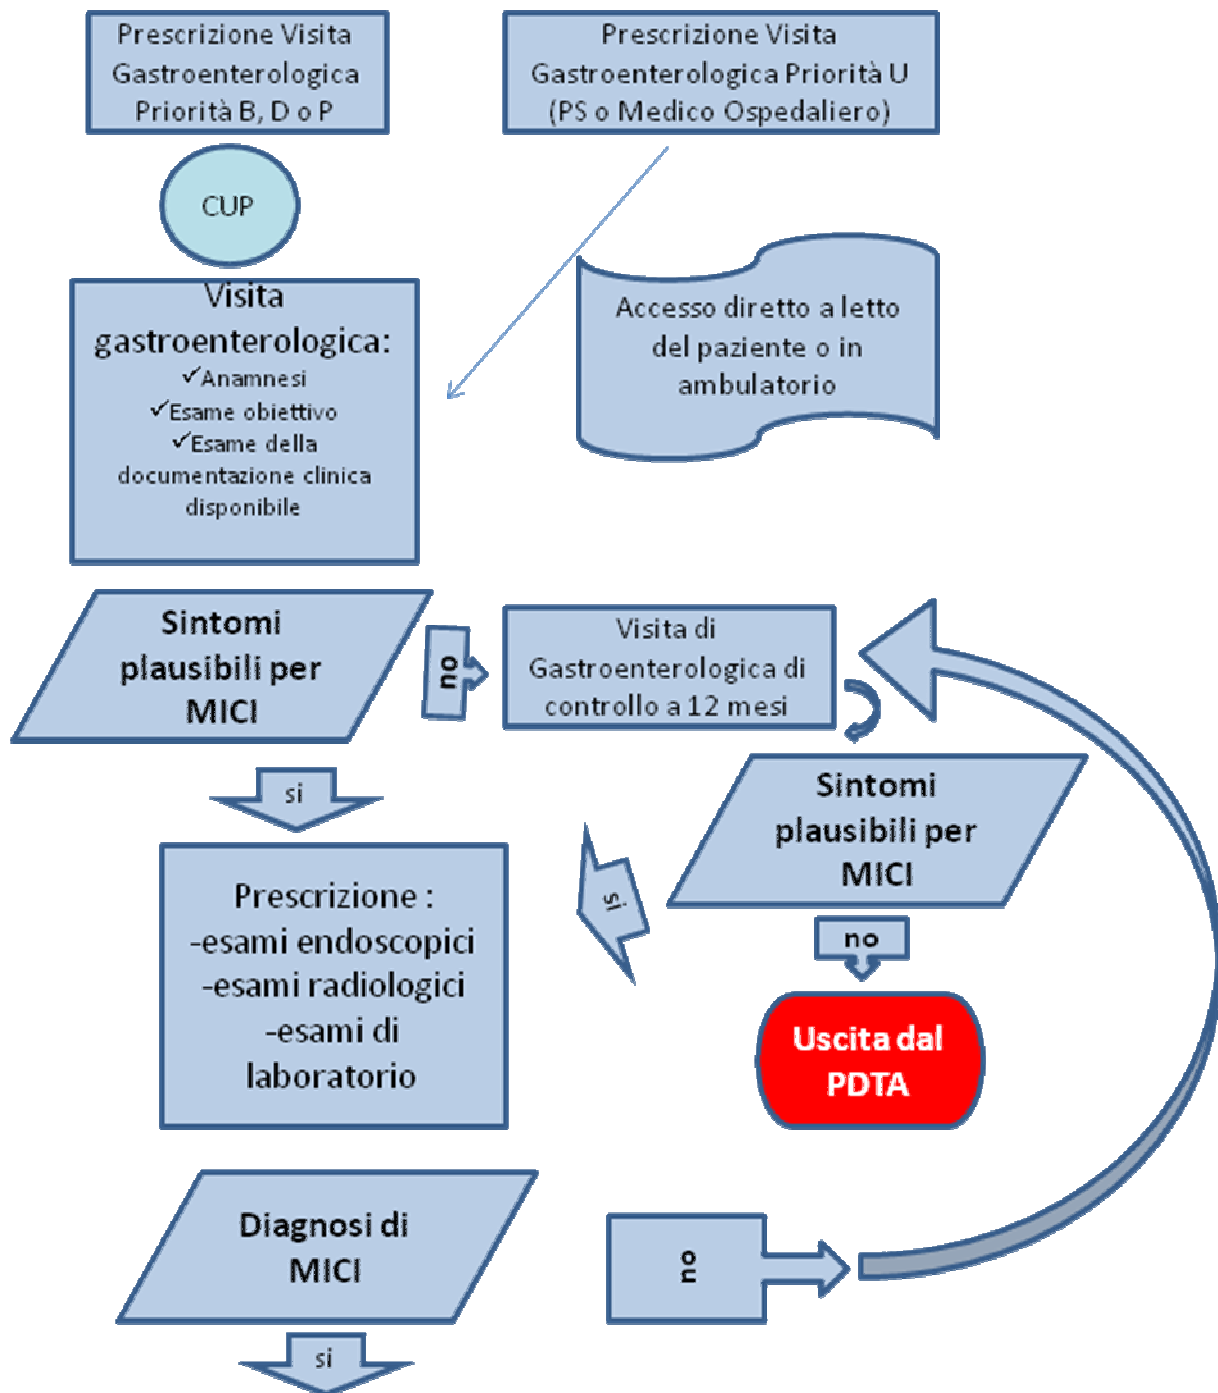 Prescrizione Visita
Gastroenterologica
Priorità B, D o P
Prescrizione Visita
Gastroenterologica Priorità U
(PS o Medico Ospedaliero)
CUP
Visita
gastroenterologica:
✓Anamnesi
✓Esame obiettivo
✓Esame della
documentazione clinica
disponibile
Accesso diretto a letto
del paziente o in
ambulatorio
Sintomi
plausibili per
MICI
no
Visita di
Gastroenterologica di
controllo a 12 mesi
si
Sintomi
plausibili per
MICI
si
no
Prescrizione :
-esami endoscopici
-esami radiologici
-esami di
laboratorio
Uscita dal
PDTA
Diagnosi di
MICI
no
si